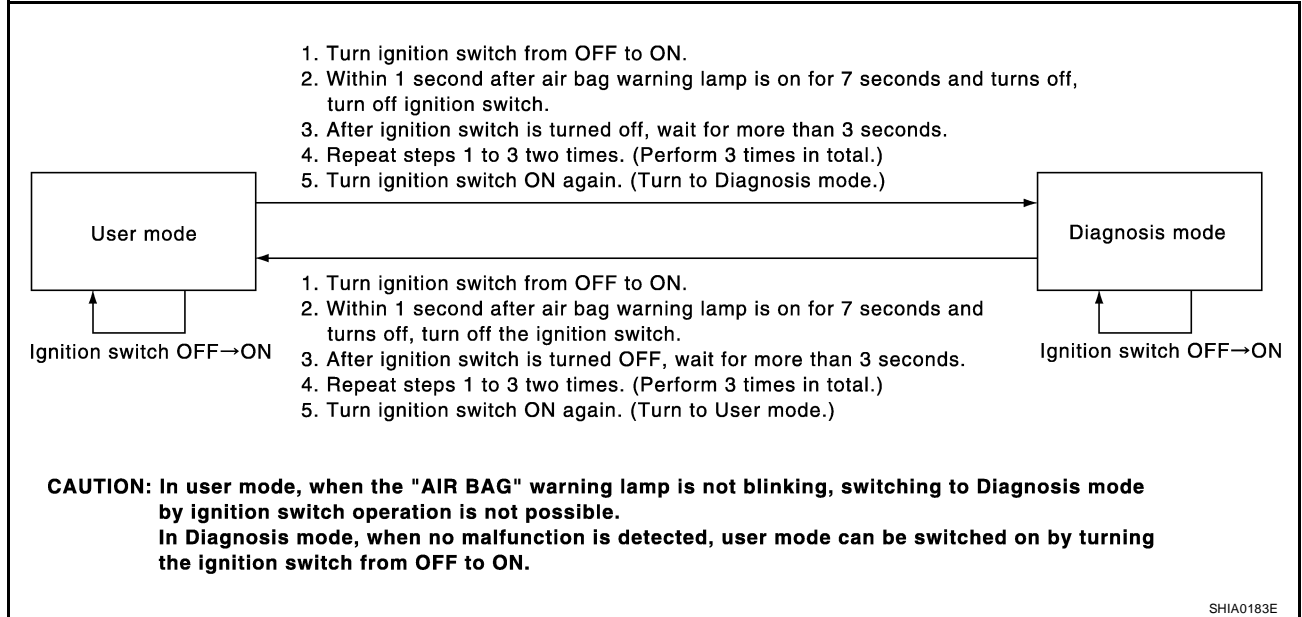 1. Turn ignition switch from OFF to ON.
2. Within 1 second after air bag warning lamp is on for 7 seconds and turns off,
turn off ignition switch.
3. After ignition switch is turned off, wait for more than 3 seconds.
4. Repeat steps 1 to 3 two times. (Perform 3 times in total.)
5. Turn ignition switch ON again. (Turn to Diagnosis mode.)
User mode
Diagnosis mode
1. Turn ignition switch from OFF to ON.
2. Within 1 second after air bag warning lamp is on for 7 seconds and
turns off, turn off the ignition switch.
3. After ignition switch is turned OFF, wait for more than 3 seconds.
4. Repeat steps 1 to 3 two times. (Perform 3 times in total.)
5. Turn ignition switch ON again. (Turn to User mode.)
Ignition switch OFF→ON
Ignition switch OFF→ON
CAUTION: In user mode, when the "AIR BAG" warning lamp is not blinking, switching to Diagnosis mode
by ignition switch operation is not possible.
In Diagnosis mode, when no malfunction is detected, user mode can be switched on by turning
the ignition switch from OFF to ON.
SHIA0183E